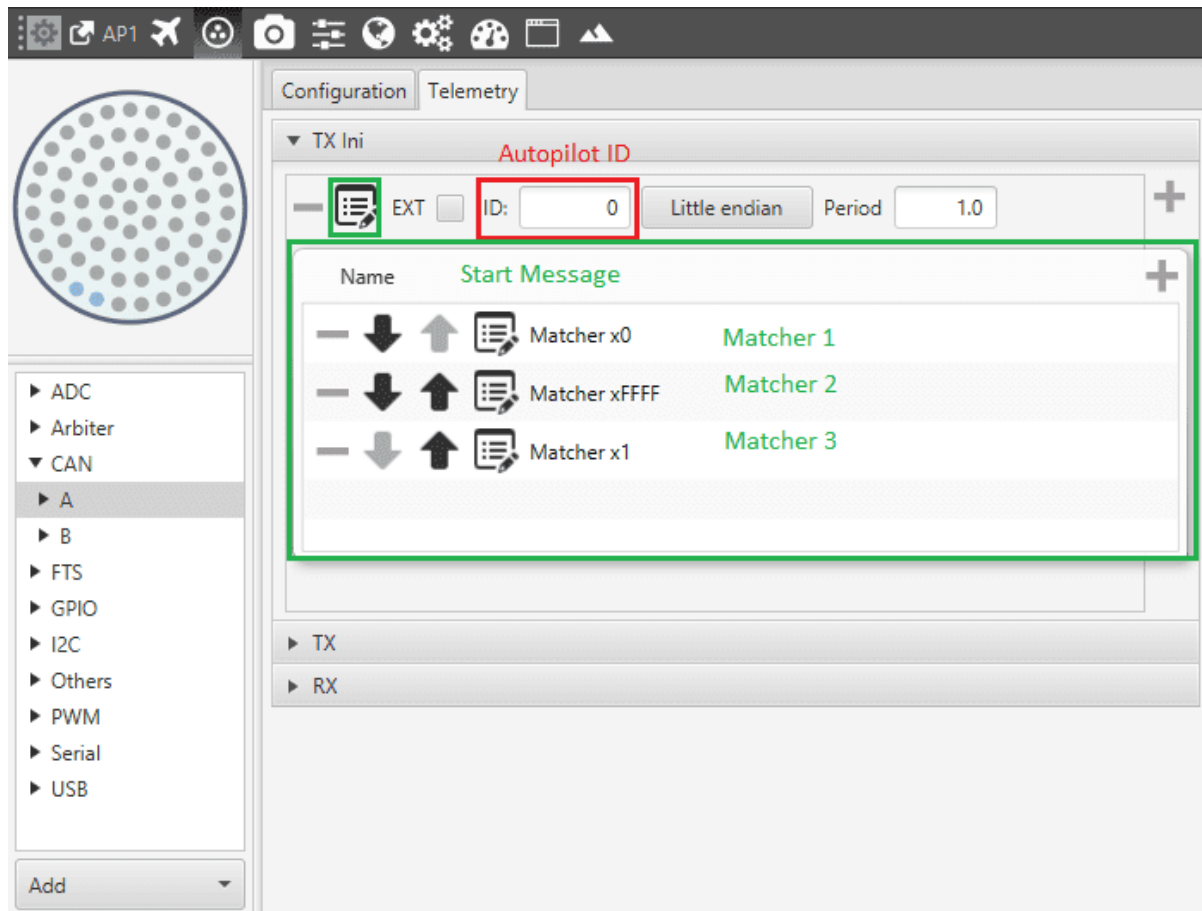 AP1
Configuration Telemetry
TX Ini
Autopilot ID
EXT ID: 0 Little endian Period 1.0
Name Start Message
Matcher x0 Matcher 1
Matcher xFFFF Matcher 2
Matcher x1 Matcher 3
TX
RX
ADC
Arbiter
CAN
A
B
FTS
GPIO
I2C
Others
PWM
Serial
USB
Add